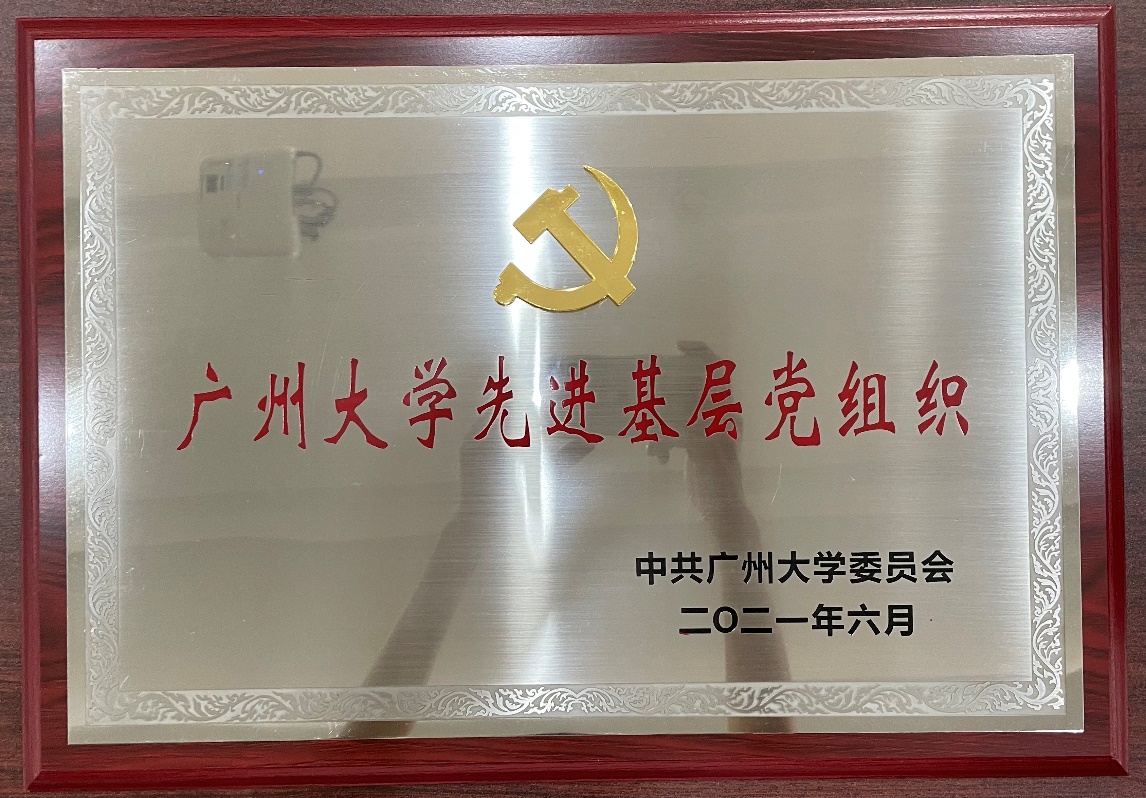 广州大学先进基层党组织
中共广州大学委员会
二〇二一年六月